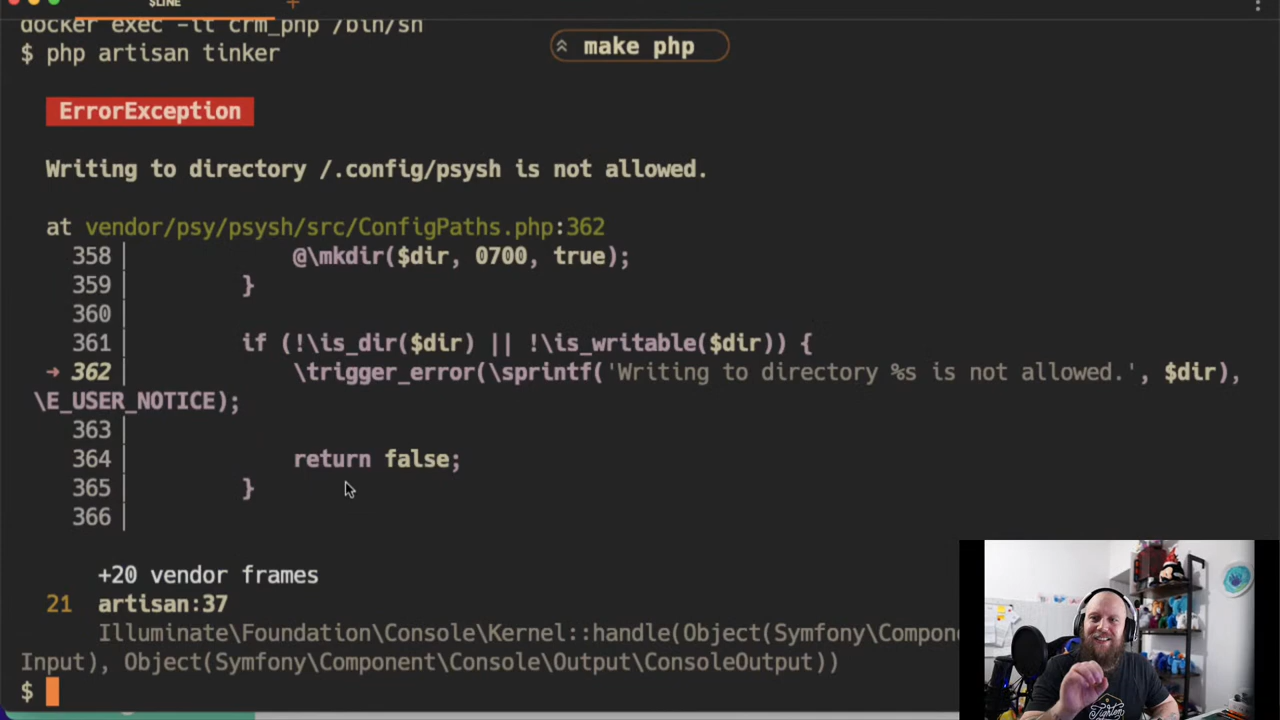 $LINE
+
docker exec -it crm_php /bin/sh
$ php artisan tinker
make php
ErrorException
Writing to directory /.config/psysh is not allowed.
at vendor/psy/psysh/src/ConfigPaths.php:362
358| @\mkdir($dir, 0700, true);
359| }
360|
361| if (!\is_dir($dir) || !\is_writable($dir)) {
➜ 362| \trigger_error(\sprintf('Writing to directory %s is not allowed.', $dir),
\E_USER_NOTICE);
363|
364| return false;
365| }
366|
+20 vendor frames
21 artisan:37
Illuminate\Foundation\Console\Kernel::handle(Object(Symfony\Compone
Input), Object(Symfony\Component\Console\Output\ConsoleOutput))
$